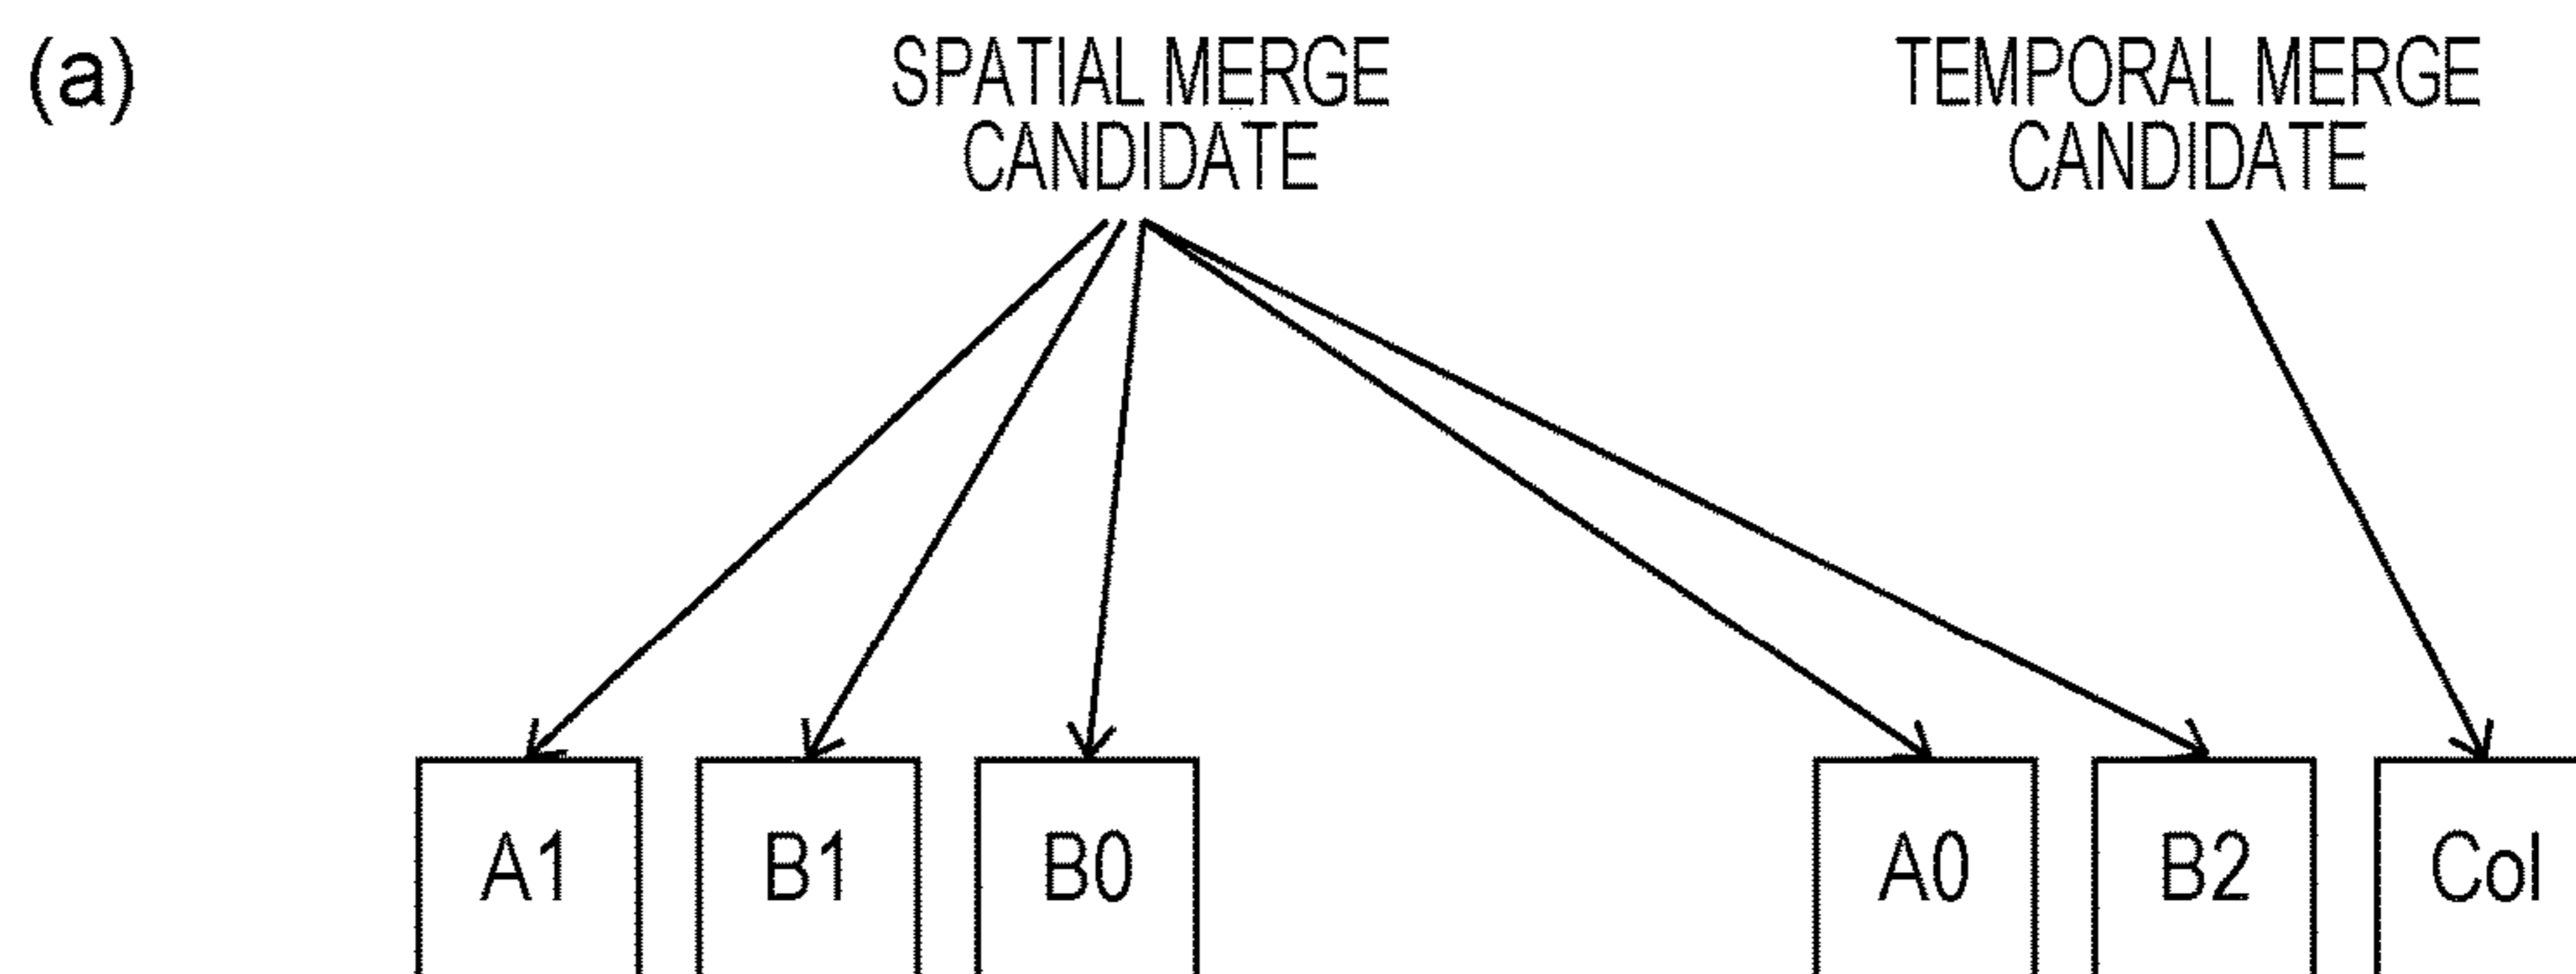 (a)
SPATIAL MERGE
CANDIDATE
TEMPORAL MERGE
CANDIDATE
A1 B1 B0 A0 B2 Col